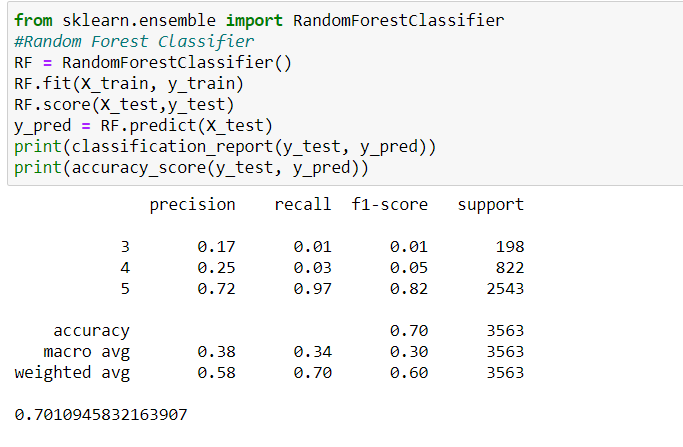 from sklearn.ensemble import RandomForestClassifier
#Random Forest Classifier
RF = RandomForestClassifier()
RF.fit(X_train, y_train)
RF.score(X_test,y_test)
y_pred = RF.predict(X_test)
print(classification_report(y_test, y_pred))
print(accuracy_score(y_test, y_pred))
precision recall f1-score support
3 0.17 0.01 0.01 198
4 0.25 0.03 0.05 822
5 0.72 0.97 0.82 2543
accuracy 0.70 3563
macro avg 0.38 0.34 0.30 3563
weighted avg 0.58 0.70 0.60 3563
0.7010945832163907